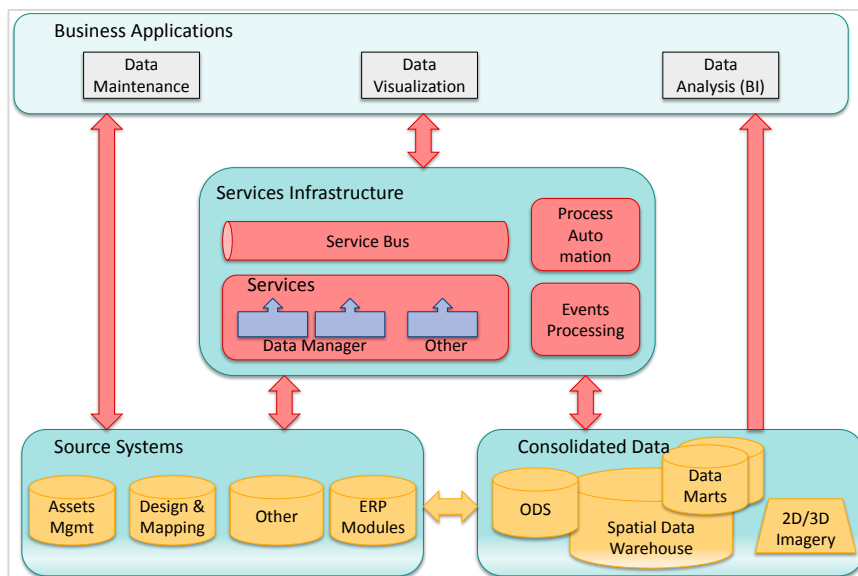 Business Applications
Data
Maintenance
Data
Visualization
Data
Analysis (BI)
Services Infrastructure
Service Bus
Process
Auto
mation
Services
Data Manager
Other
Events
Processing
Source Systems
Assets
Mgmt
Design &
Mapping
Other
ERP
Modules
Consolidated Data
ODS
Spatial Data
Warehouse
Data
Marts
2D/3D
Imagery